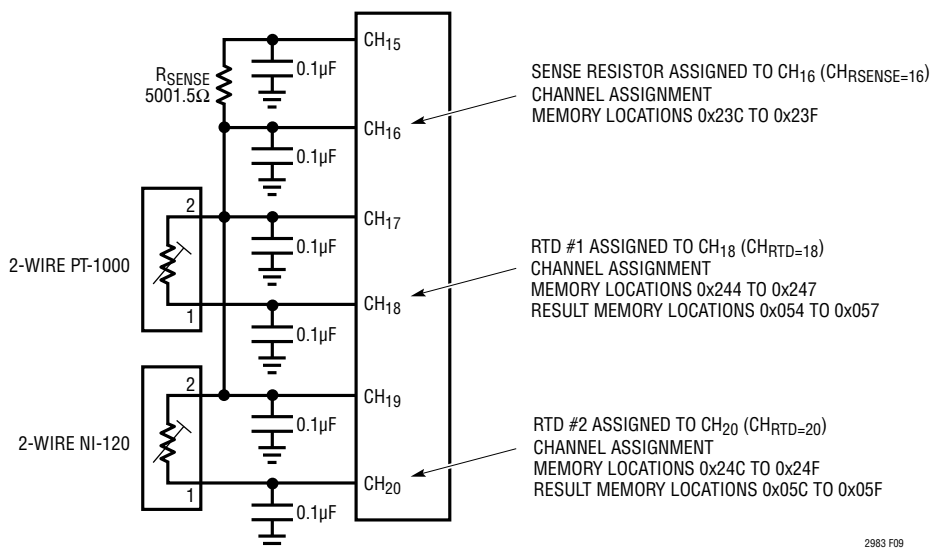 CH15
0.1µF
RSENSE
5001.5Ω
SENSE RESISTOR ASSIGNED TO CH16 (CHRSENSE=16)
CHANNEL ASSIGNMENT
MEMORY LOCATIONS 0x23C TO 0x23F
CH16
0.1µF
2
CH17
0.1µF
2-WIRE PT-1000
RTD #1 ASSIGNED TO CH18 (CHRTD=18)
CHANNEL ASSIGNMENT
MEMORY LOCATIONS 0x244 TO 0x247
RESULT MEMORY LOCATIONS 0x054 TO 0x057
1
CH18
0.1µF
2
CH19
0.1µF
2-WIRE NI-120
RTD #2 ASSIGNED TO CH20 (CHRTD=20)
CHANNEL ASSIGNMENT
MEMORY LOCATIONS 0x24C TO 0x24F
RESULT MEMORY LOCATIONS 0x05C TO 0x05F
1
CH20
0.1µF
2983 F09